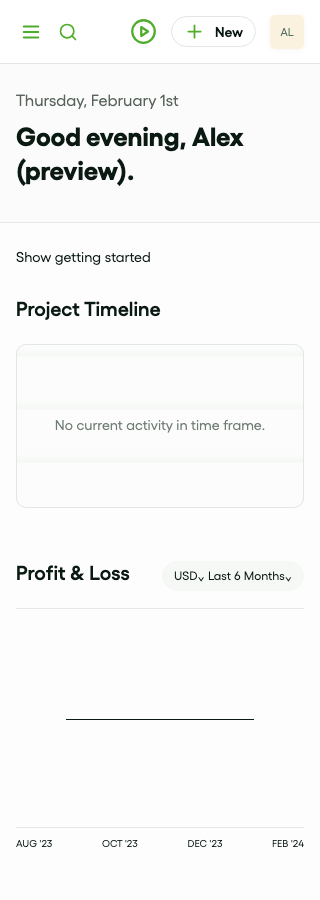 New
AL
Thursday, February 1st
Good evening, Alex
(preview).
Show getting started
Project Timeline
No current activity in time frame.
Profit & Loss
USD Last 6 Months
AUG '23 OCT '23 DEC '23 FEB '24